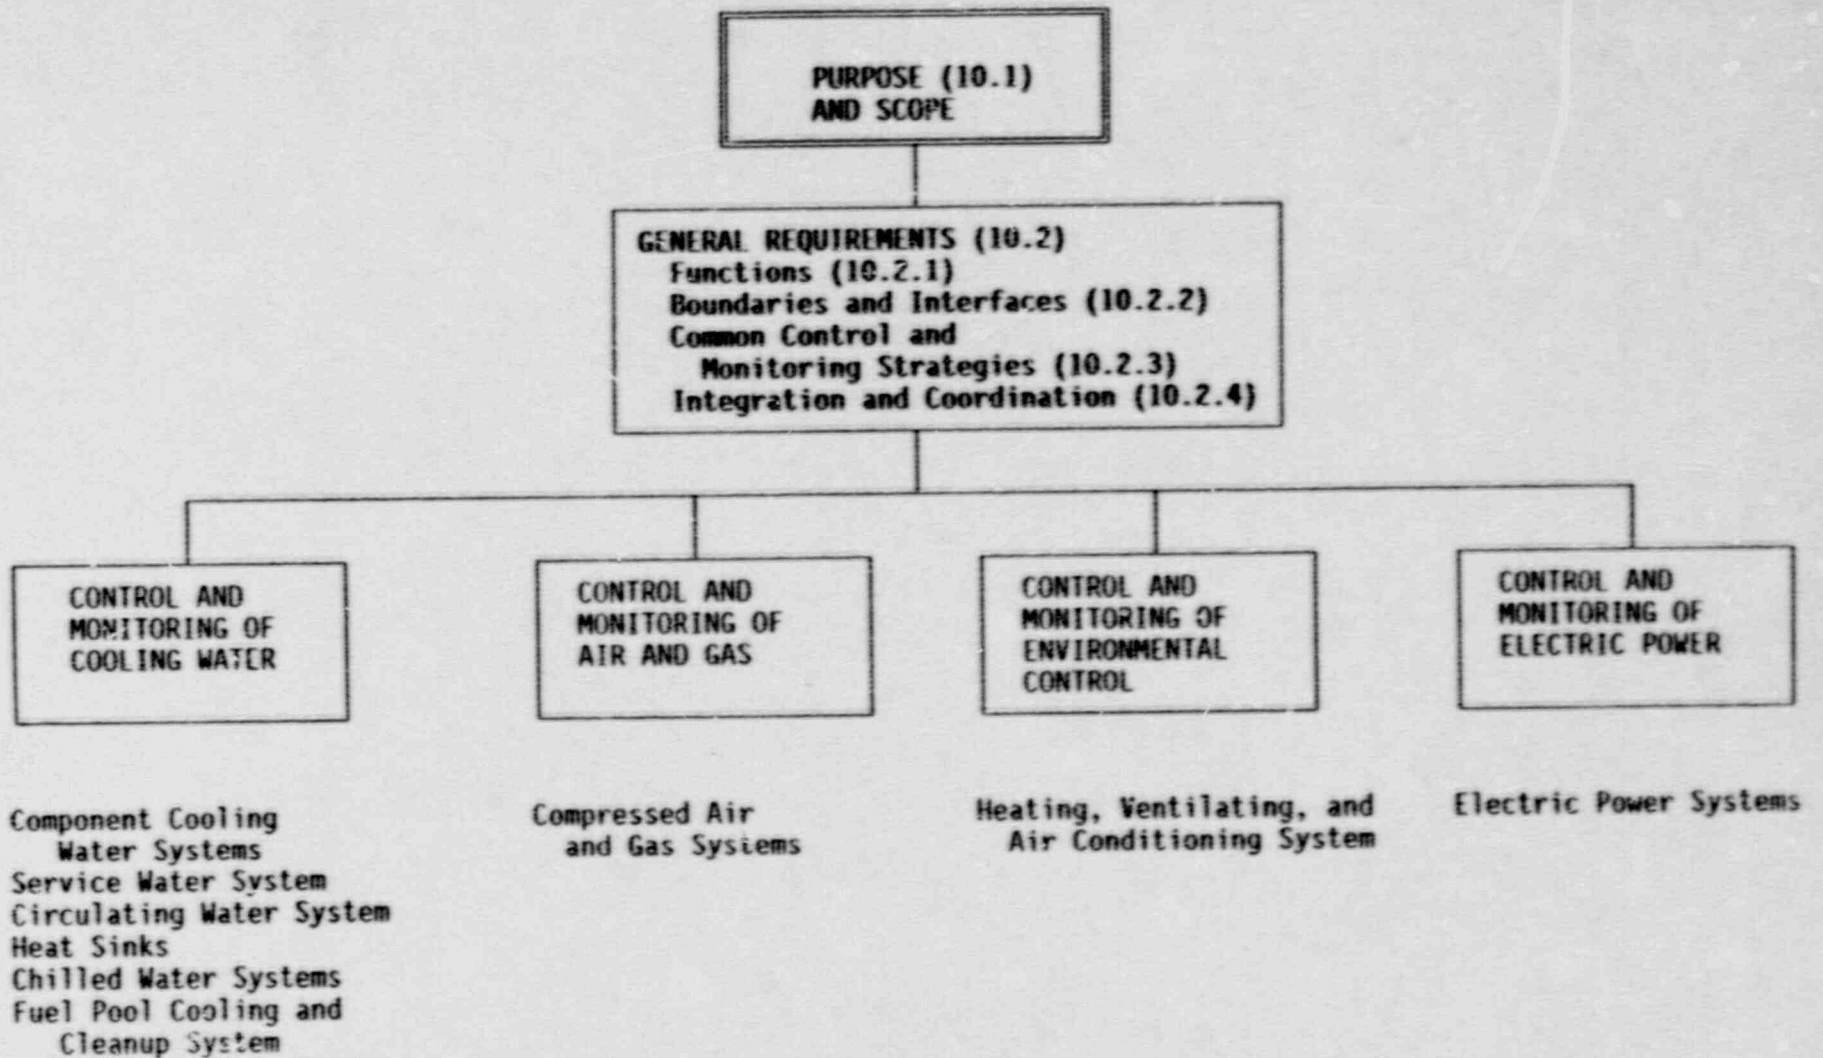 PURPOSE (10.1)
AND SCOPE
GENERAL REQUIREMENTS (10.2)
Functions (10.2.1)
Boundaries and Interfaces (10.2.2)
Common Control and
Monitoring Strategies (10.2.3)
Integration and Coordination (10.2.4)
CONTROL AND
MONITORING OF
COOLING WATER
CONTROL AND
MONITORING OF
AIR AND GAS
CONTROL AND
MONITORING OF
ENVIRONMENTAL
CONTROL
CONTROL AND
MONITORING OF
ELECTRIC POWER
Component Cooling
Water Systems
Service Water System
Circulating Water System
Heat Sinks
Chilled Water Systems
Fuel Pool Cooling and
Cleanup System
Compressed Air
and Gas Systems
Heating, Ventilating, and
Air Conditioning System
Electric Power Systems